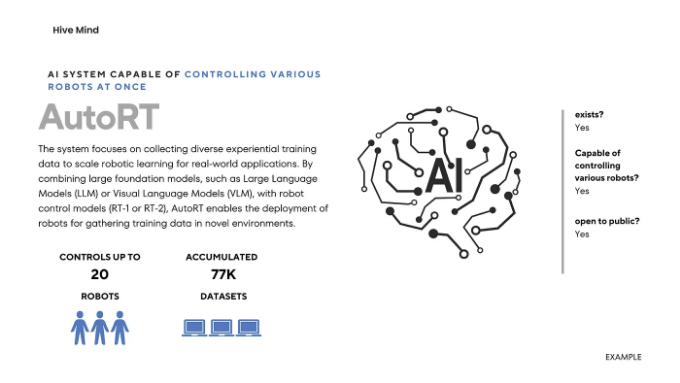 Hive Mind
AI SYSTEM CAPABLE OF CONTROLLING VARIOUS
ROBOTS AT ONCE
AutoRT
The system focuses on collecting diverse experiential training
data to scale robotic learning for real-world applications. By
combining large foundation models, such as Large Language
Models (LLM) or Visual Language Models (VLM), with robot
control models (RT-1 or RT-2), AutoRT enables the deployment of
robots for gathering training data in novel environments.
CONTROLS UP TO
20
ROBOTS
ACCUMULATED
77K
DATASETS
AI
exists?
Yes
Capable of
controlling
various robots?
Yes
open to public?
Yes
EXAMPLE